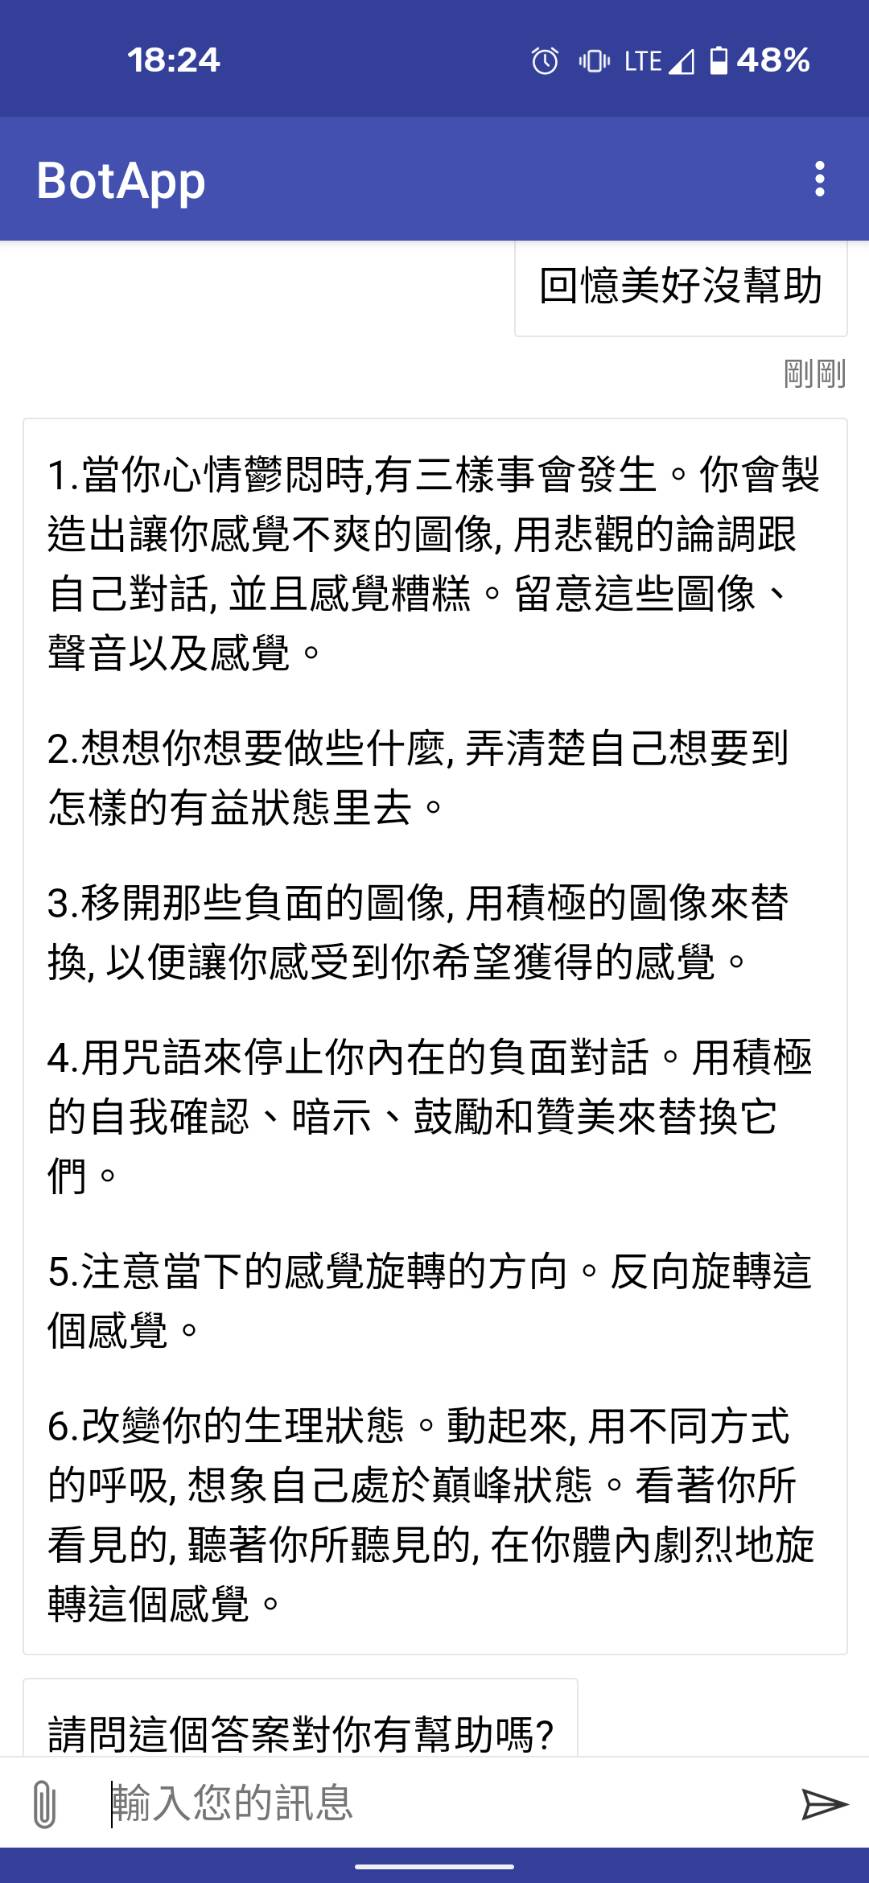 18:24
LTE 48%
BotApp
回憶美好沒幫助
剛剛
1.當你心情鬱悶時,有三樣事會發生。你會製
造出讓你感覺不爽的圖像, 用悲觀的論調跟
自己對話, 並且感覺糟糕。留意這些圖像、
聲音以及感覺。
2.想想你想要做些什麼, 弄清楚自己想要到
怎樣的有益狀態里去。
3.移開那些負面的圖像, 用積極的圖像來替
換, 以便讓你感受到你希望獲得的感覺。
4.用咒語來停止你內在的負面對話。用積極
的自我確認、暗示、鼓勵和贊美來替換它
們。
5.注意當下的感覺旋轉的方向。反向旋轉這
個感覺。
6.改變你的生理狀態。動起來, 用不同方式
的呼吸, 想象自己處於巔峰狀態。看著你所
看見的, 聽著你所聽見的, 在你體內劇烈地旋
轉這個感覺。
請問這個答案對你有幫助嗎?
輸入您的訊息